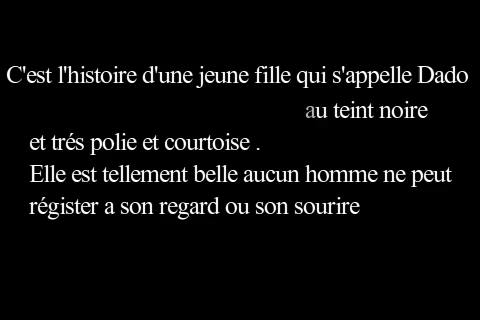 C'est l'histoire d'une jeune fille qui s'appelle Dado
au teint noire
et trés polie et courtoise .
Elle est tellement belle aucun homme ne peut
régister a son regard ou son sourire